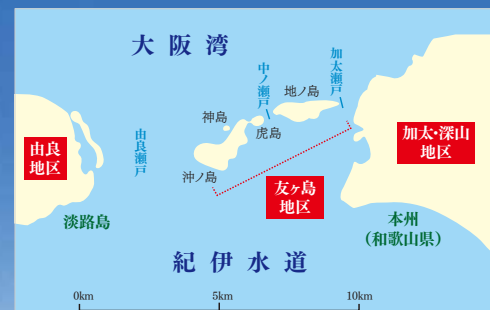 大阪湾
中ノ瀬戸
加太瀬戸
地ノ島
神島
虎島
由良瀬戸
沖ノ島
由良
地区
加太・深山
地区
友ヶ島
地区
淡路島
本州
(和歌山県)
紀伊水道
0km
5km
10km